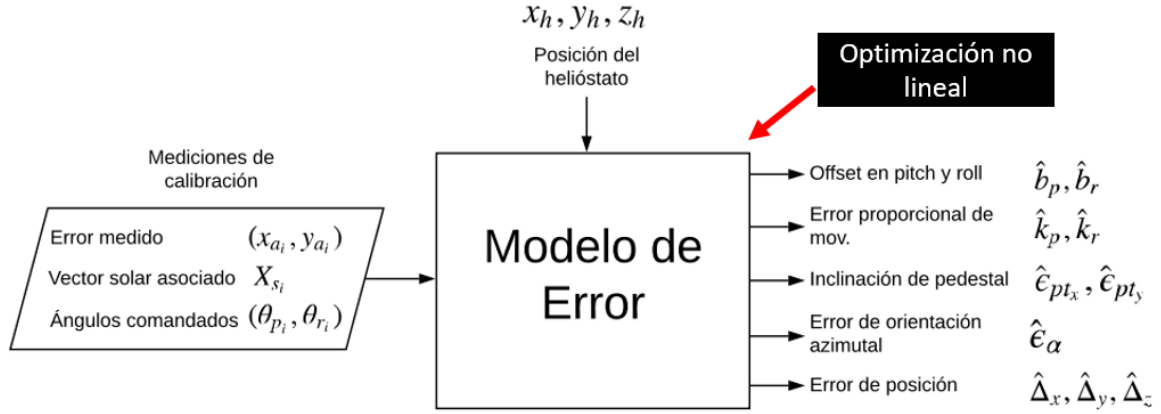 x_h, y_h, z_h
Posición del
helióstato
Optimización no
lineal
Mediciones de
calibración
Error medido (x_{a_i}, y_{a_i})
Vector solar asociado X_{s_i}
Ángulos comandados (θ_{p_i}, θ_{r_i})
Modelo de
Error
Offset en pitch y roll b̂_p, b̂_r
Error proporcional de
mov. k̂_p, k̂_r
Inclinación de pedestal ϵ̂_{pt_x}, ϵ̂_{pt_y}
Error de orientación
azimutal ϵ̂_α
Error de posición Δ̂_x, Δ̂_y, Δ̂_z